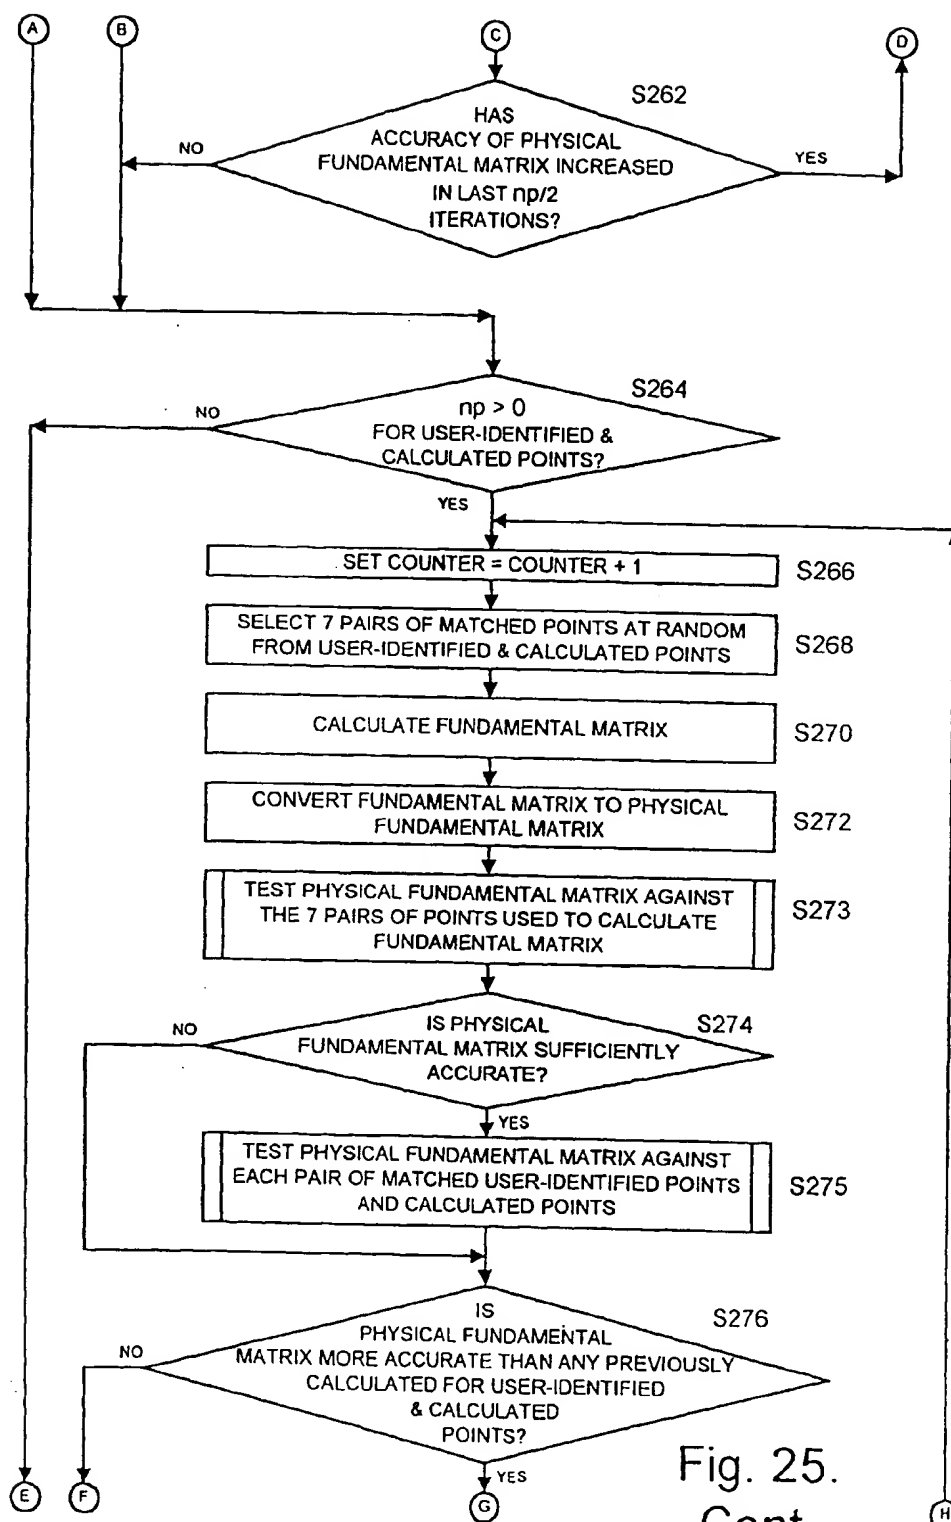 A
B
C
D
S262
HAS
ACCURACY OF PHYSICAL
FUNDAMENTAL MATRIX INCREASED
IN LAST np/2
ITERATIONS?
NO
YES
S264
np > 0
FOR USER-IDENTIFIED &
CALCULATED POINTS?
NO
YES
SET COUNTER = COUNTER + 1
S266
SELECT 7 PAIRS OF MATCHED POINTS AT RANDOM
FROM USER-IDENTIFIED & CALCULATED POINTS
S268
CALCULATE FUNDAMENTAL MATRIX
S270
CONVERT FUNDAMENTAL MATRIX TO PHYSICAL
FUNDAMENTAL MATRIX
S272
TEST PHYSICAL FUNDAMENTAL MATRIX AGAINST
THE 7 PAIRS OF POINTS USED TO CALCULATE
FUNDAMENTAL MATRIX
S273
IS PHYSICAL
FUNDAMENTAL MATRIX SUFFICIENTLY
ACCURATE?
S274
NO
YES
TEST PHYSICAL FUNDAMENTAL MATRIX AGAINST
EACH PAIR OF MATCHED USER-IDENTIFIED POINTS
AND CALCULATED POINTS
S275
IS
PHYSICAL FUNDAMENTAL
MATRIX MORE ACCURATE THAN ANY PREVIOUSLY
CALCULATED FOR USER-IDENTIFIED
& CALCULATED
POINTS?
S276
NO
YES
E
F
G
H
Fig. 25.
Cont